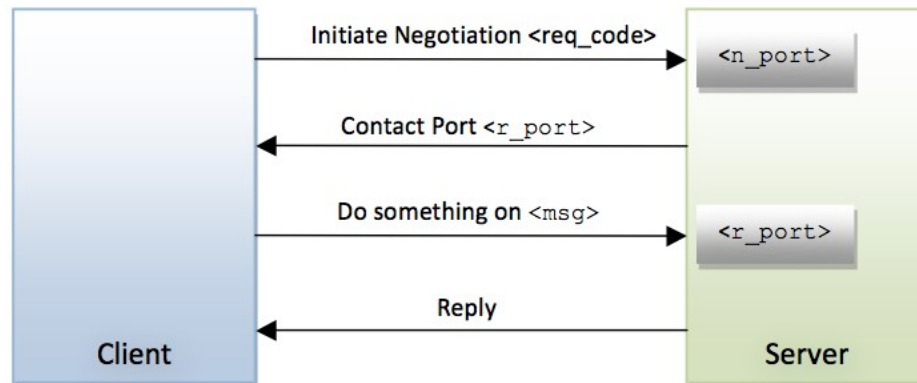 Initiate Negotiation <req_code>
<n_port>
Contact Port <r_port>
Do something on <msg>
<r_port>
Reply
Client
Server